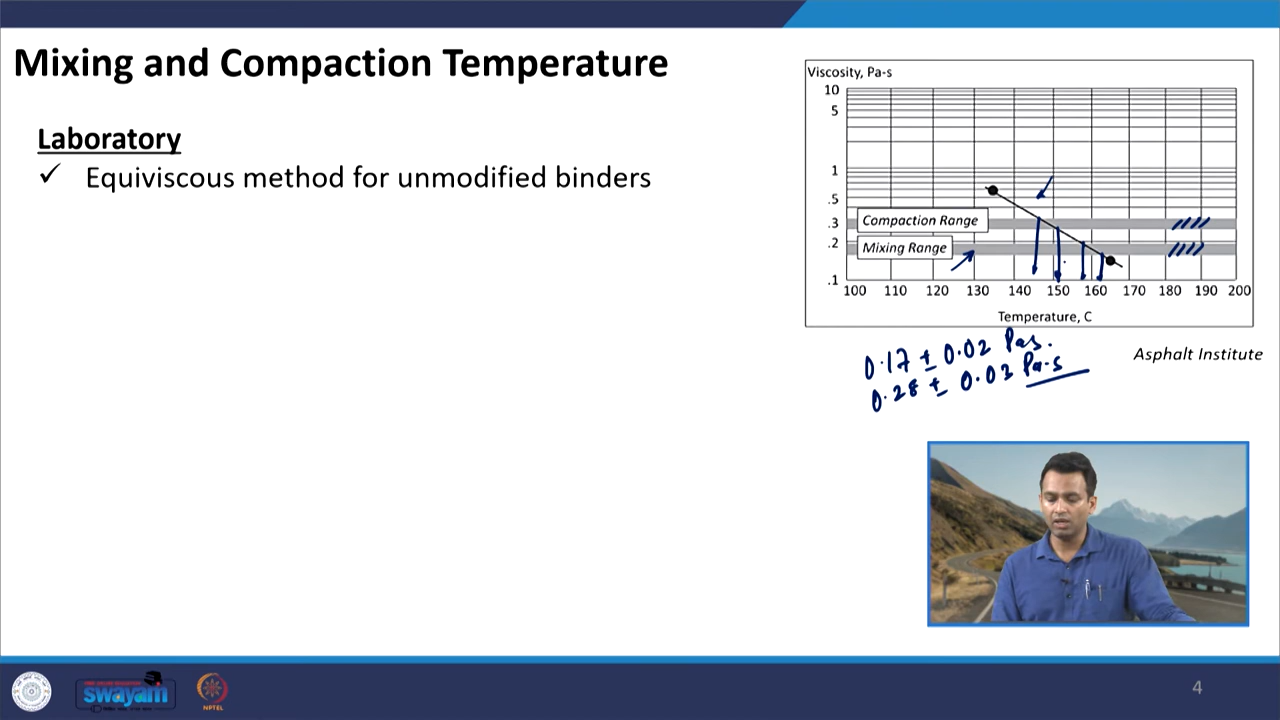 Mixing and Compaction Temperature
Laboratory
✓ Equiviscous method for unmodified binders
Viscosity, Pa-s
10
5
1
.5
.3
.2
.1
Compaction Range
Mixing Range
100 110 120 130 140 150 160 170 180 190 200
Temperature, C
0.17 ± 0.02 Pas.
0.28 ± 0.03 Pa-s
Asphalt Institute
swayam
NPTEL
4